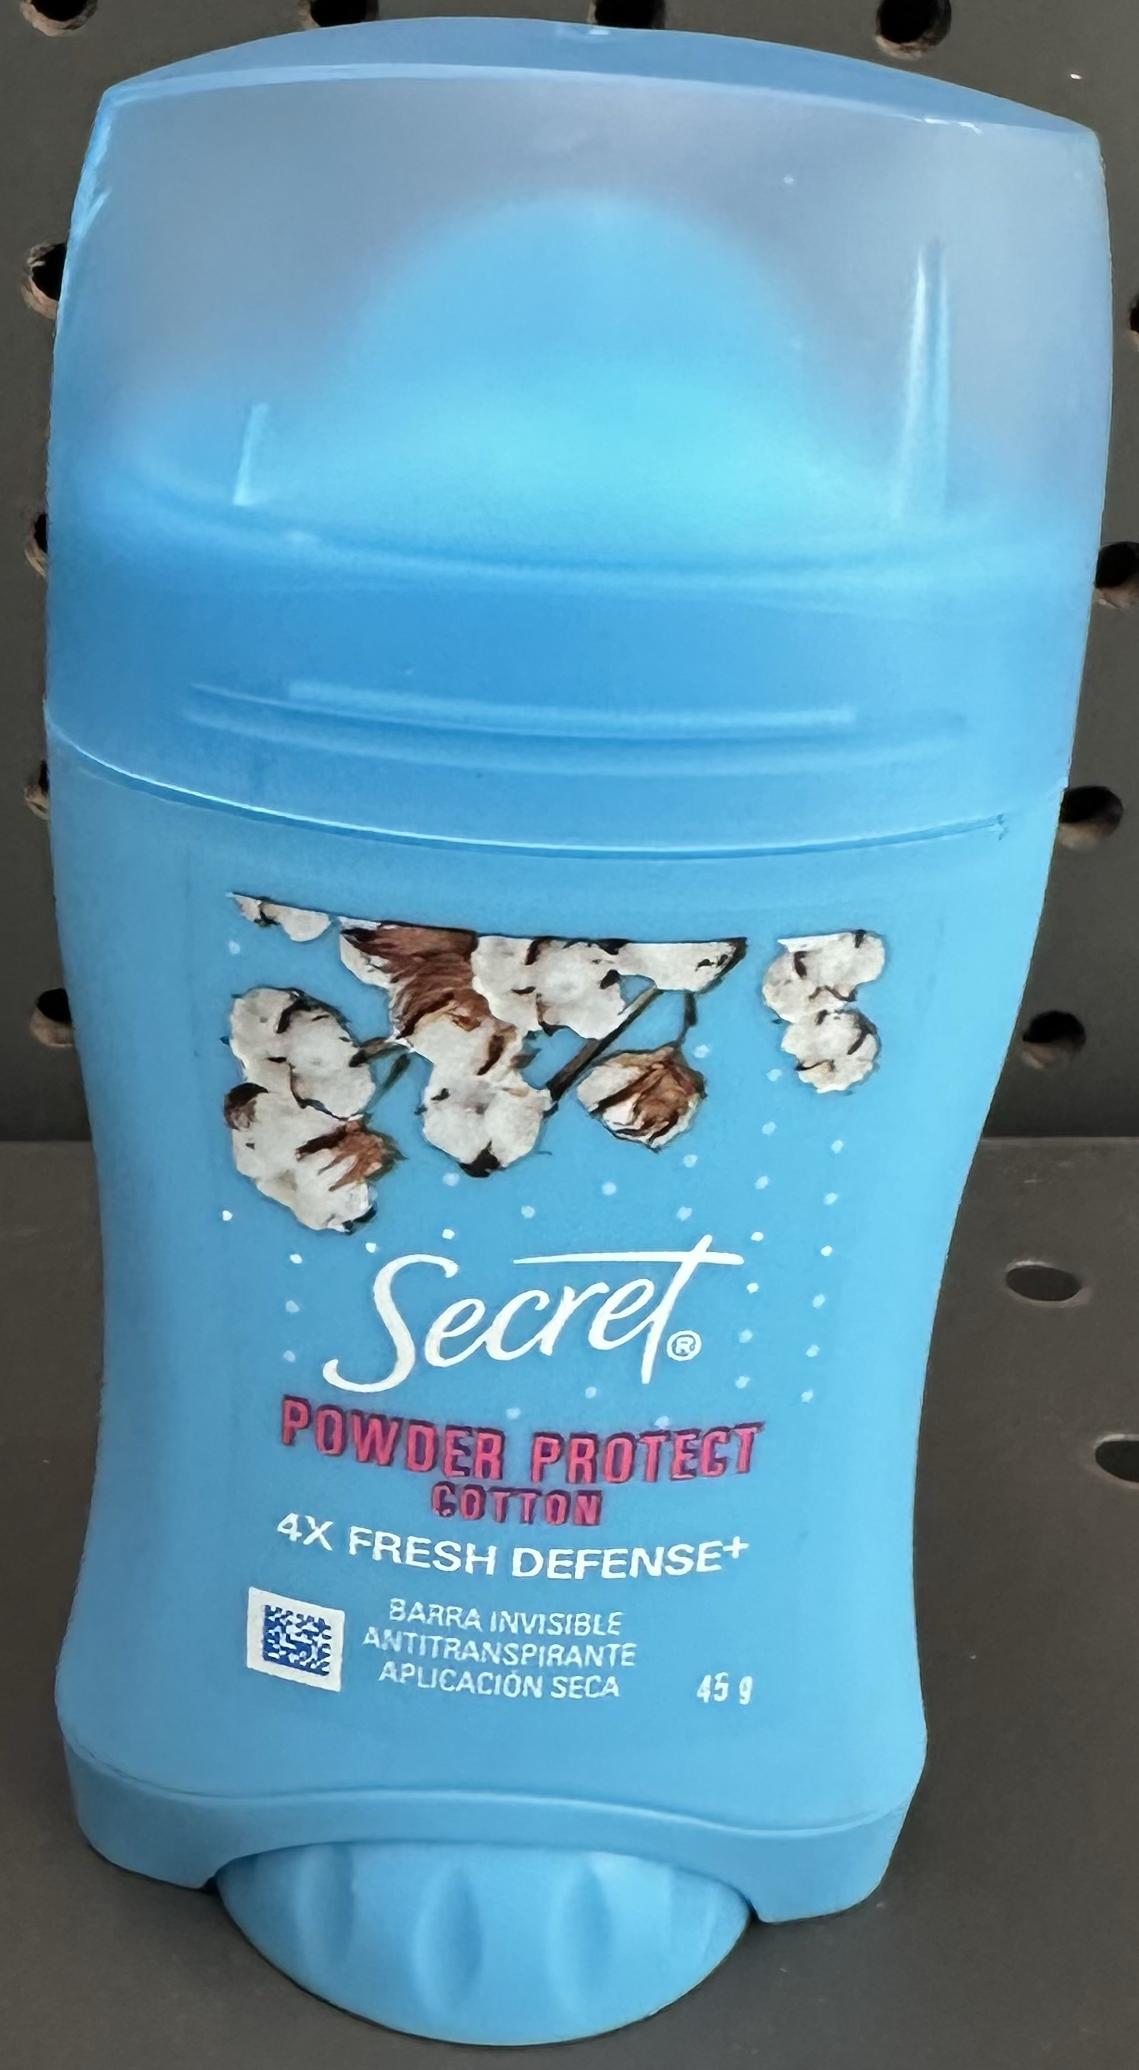 Secret®
POWDER PROTECT
COTTON
4X FRESH DEFENSE+
BARRA INVISIBLE
ANTITRANSPIRANTE
APLICACIÓN SECA
45 g